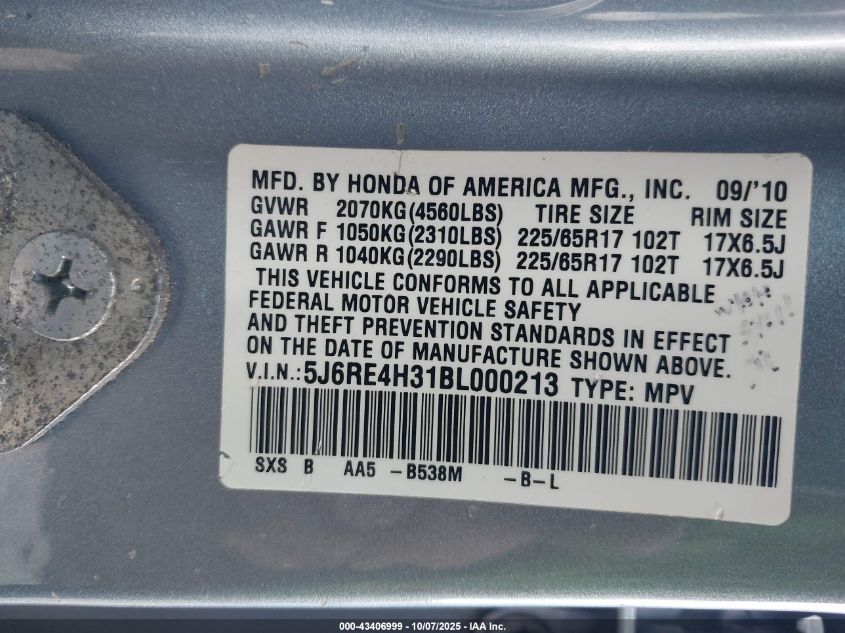 MFD. BY HONDA OF AMERICA MFG., INC. 09/'10
GVWR 2070KG(4560LBS) TIRE SIZE RIM SIZE
GAWR F 1050KG(2310LBS) 225/65R17 102T 17X6.5J
GAWR R 1040KG(2290LBS) 225/65R17 102T 17X6.5J
THIS VEHICLE CONFORMS TO ALL APPLICABLE
FEDERAL MOTOR VEHICLE SAFETY
AND THEFT PREVENTION STANDARDS IN EFFECT
ON THE DATE OF MANUFACTURE SHOWN ABOVE.
V.I.N.: 5J6RE4H31BL000213 TYPE: MPV
SXS B AA5 -B538M -B-L
000-43406999 - 10/07/2025 - IAA Inc.